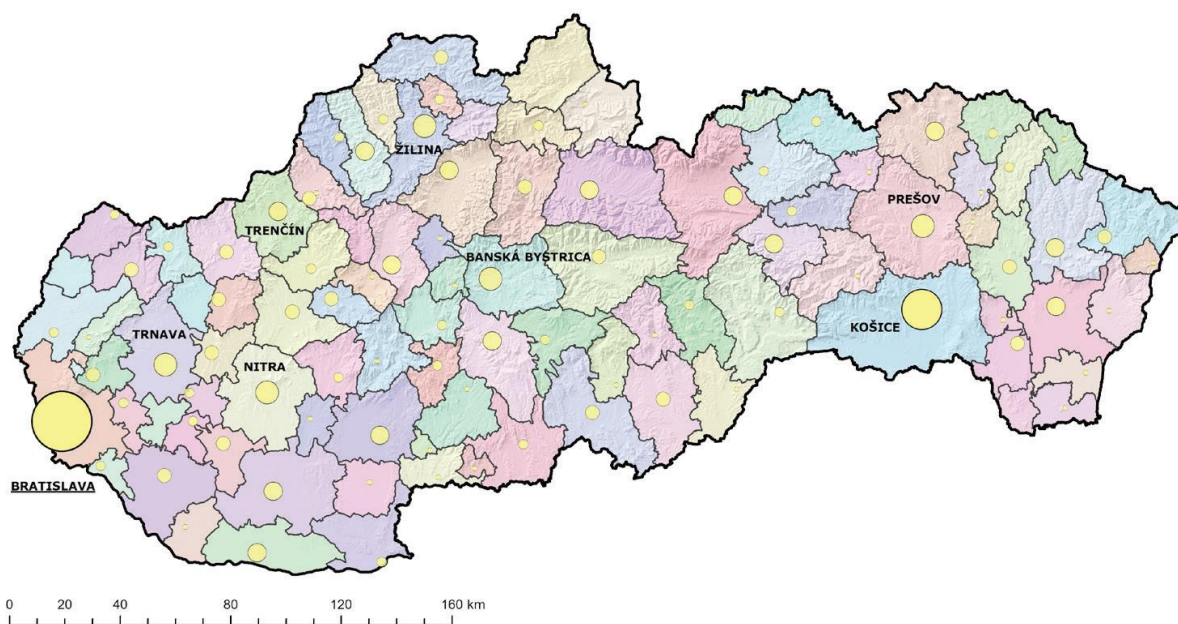 ŽILINA
PREŠOV
TRENČÍN
BANSKÁ BYSTRICA
KOŠICE
TRNAVA
NITRA
BRATISLAVA
0 20 40 80 120 160 km